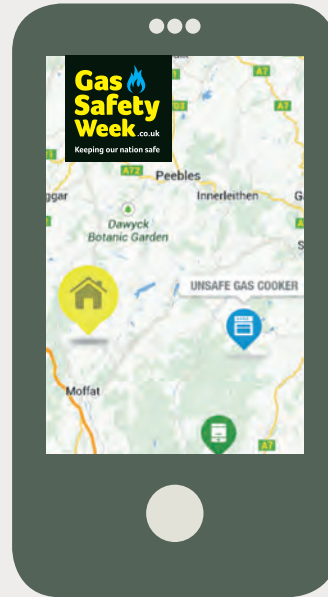 Gas
Safety
Week.co.uk
Keeping our nation safe
A7
A7
A72
Peebles
ggar
Innerleithen
G
Dawyck
Botanic Garden
S
UNSAFE GAS COOKER
Moffat
A7